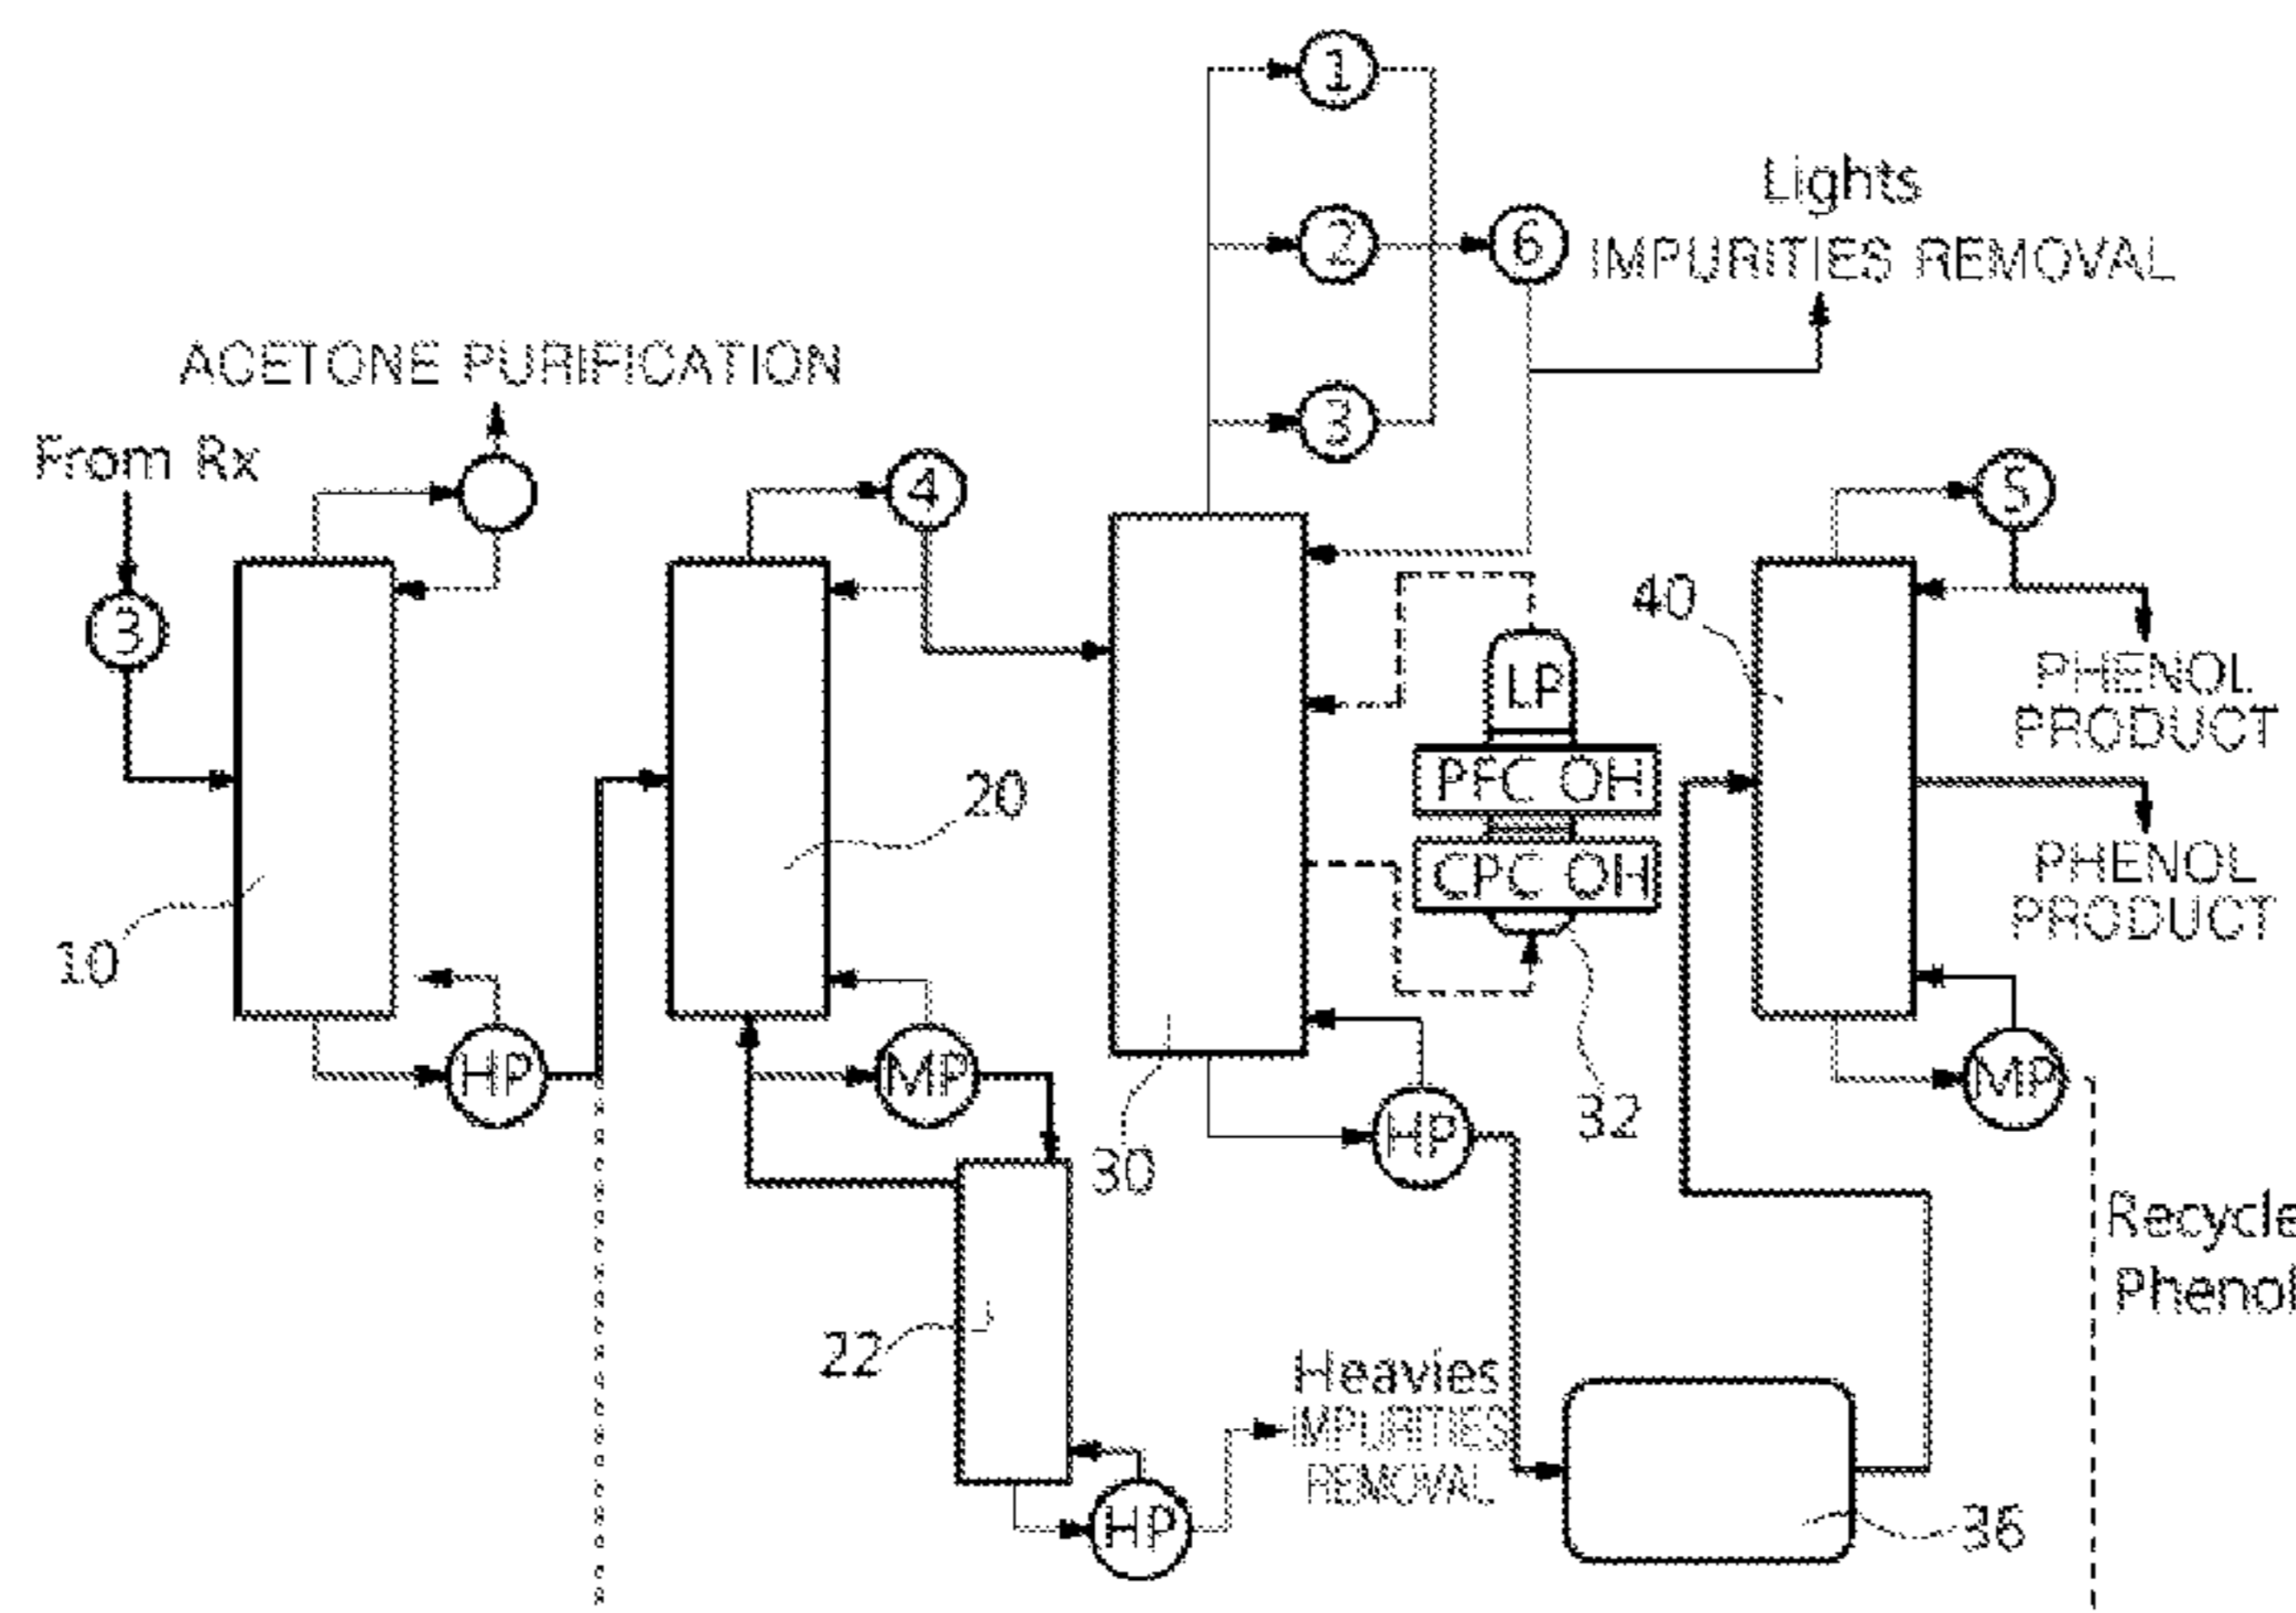 1
Lights
2
6
IMPURITIES REMOVAL
ACETONE PURIFICATION
3
From Rx
4
5
3
40
LP
PHENOL
PRODUCT
PFC OH
20
CPC OH
PHENOL
PRODUCT
10
HP
MP
HP
32
MP
30
Recycle
Phenol
22
Heavies
IMPURITIES
REMOVAL
HP
36